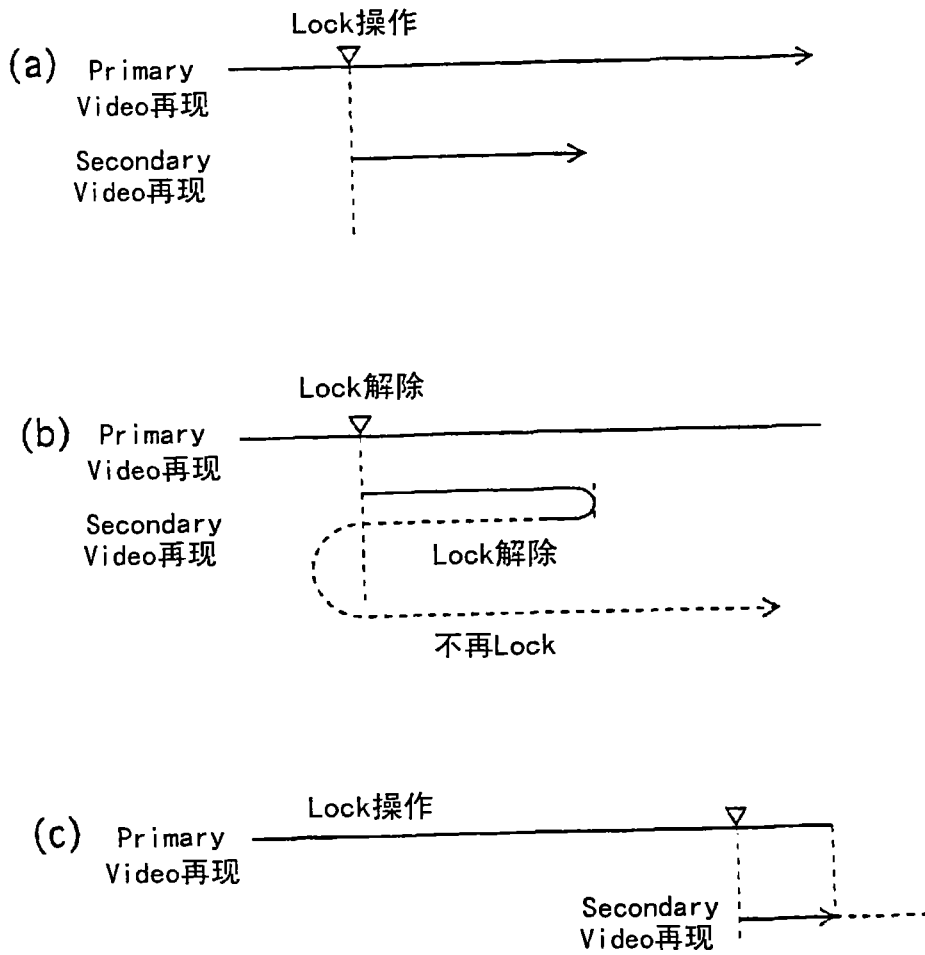 Lock操作
(a) Primary
Video再现
Secondary
Video再现
Lock解除
(b) Primary
Video再现
Secondary
Video再现
Lock解除
不再Lock
Lock操作
(c) Primary
Video再现
Secondary
Video再现